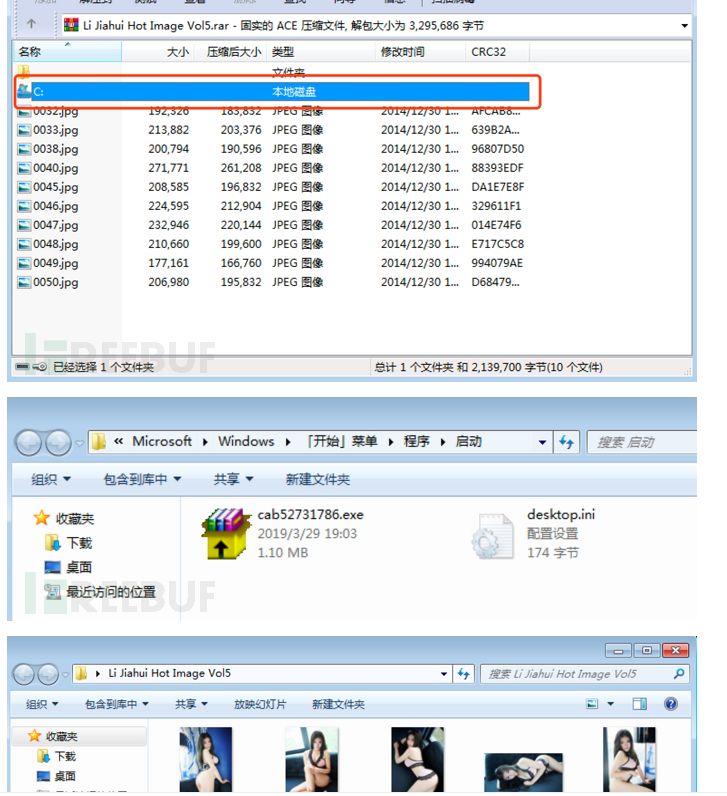 Li Jiahui Hot Image Vol5.rar - 固实的 ACE 压缩文件, 解包大小为 3,295,686 字节
名称 大小 压缩后大小 类型 修改时间 CRC32
文件夹
C: 本地磁盘
0032.jpg 192,326 183,832 JPEG 图像 2014/12/30 1... AFCAB8...
0033.jpg 213,882 203,376 JPEG 图像 2014/12/30 1... 639B2A...
0038.jpg 200,794 190,596 JPEG 图像 2014/12/30 1... 96807D50
0040.jpg 271,771 261,208 JPEG 图像 2014/12/30 1... 88393EDF
0045.jpg 208,585 196,832 JPEG 图像 2014/12/30 1... DA1E7E8F
0046.jpg 224,595 212,904 JPEG 图像 2014/12/30 1... 329611F1
0047.jpg 232,946 220,144 JPEG 图像 2014/12/30 1... 014E74F6
0048.jpg 210,660 199,600 JPEG 图像 2014/12/30 1... E717C5C8
0049.jpg 177,161 166,760 JPEG 图像 2014/12/30 1... 994079AE
0050.jpg 206,980 195,832 JPEG 图像 2014/12/30 1... D68479...
FREEBUF
已经选择 1 个文件夹 总计 1 个文件夹 和 2,139,700 字节(10 个文件)
« Microsoft Windows 「开始」菜单 程序 启动 搜索 启动
组织 包含到库中 共享 新建文件夹
收藏夹
下载
桌面
最近访问的位置
cab52731786.exe
2019/3/29 19:03
1.10 MB
desktop.ini
配置设置
174 字节
FREEBUF
Li Jiahui Hot Image Vol5 搜索 Li Jiahui Hot Image Vol5
组织 包含到库中 共享 放映幻灯片 新建文件夹
收藏夹
下载
桌面